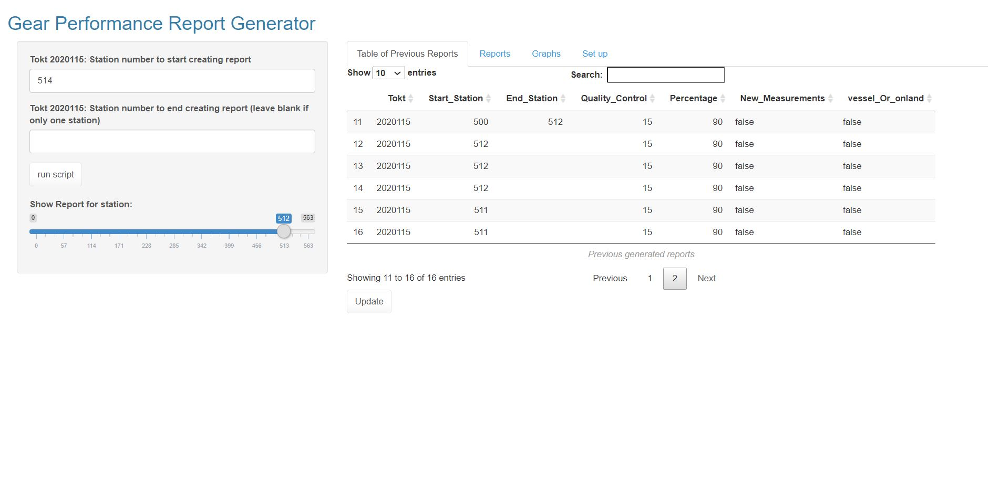 Gear Performance Report Generator
Tokt 2020115: Station number to start creating report
514
Tokt 2020115: Station number to end creating report (leave blank if
only one station)
run script
Show Report for station:
0 512 563
0 57 114 171 228 285 342 399 456 513 563
Table of Previous Reports Reports Graphs Set up
Show 10 entries Search:
Tokt Start_Station End_Station Quality_Control Percentage New_Measurements vessel_Or_onland
11 2020115 500 512 15 90 false false
12 2020115 512 15 90 false false
13 2020115 512 15 90 false false
14 2020115 512 15 90 false false
15 2020115 511 15 90 false false
16 2020115 511 15 90 false false
Previous generated reports
Showing 11 to 16 of 16 entries Previous 1 2 Next
Update